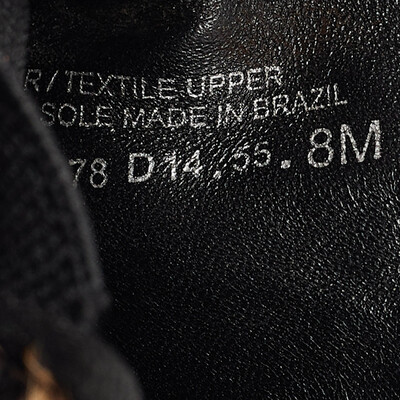 R/TEXTILE UPPER
SOLE MADE IN BRAZIL
78 D14.55.8M